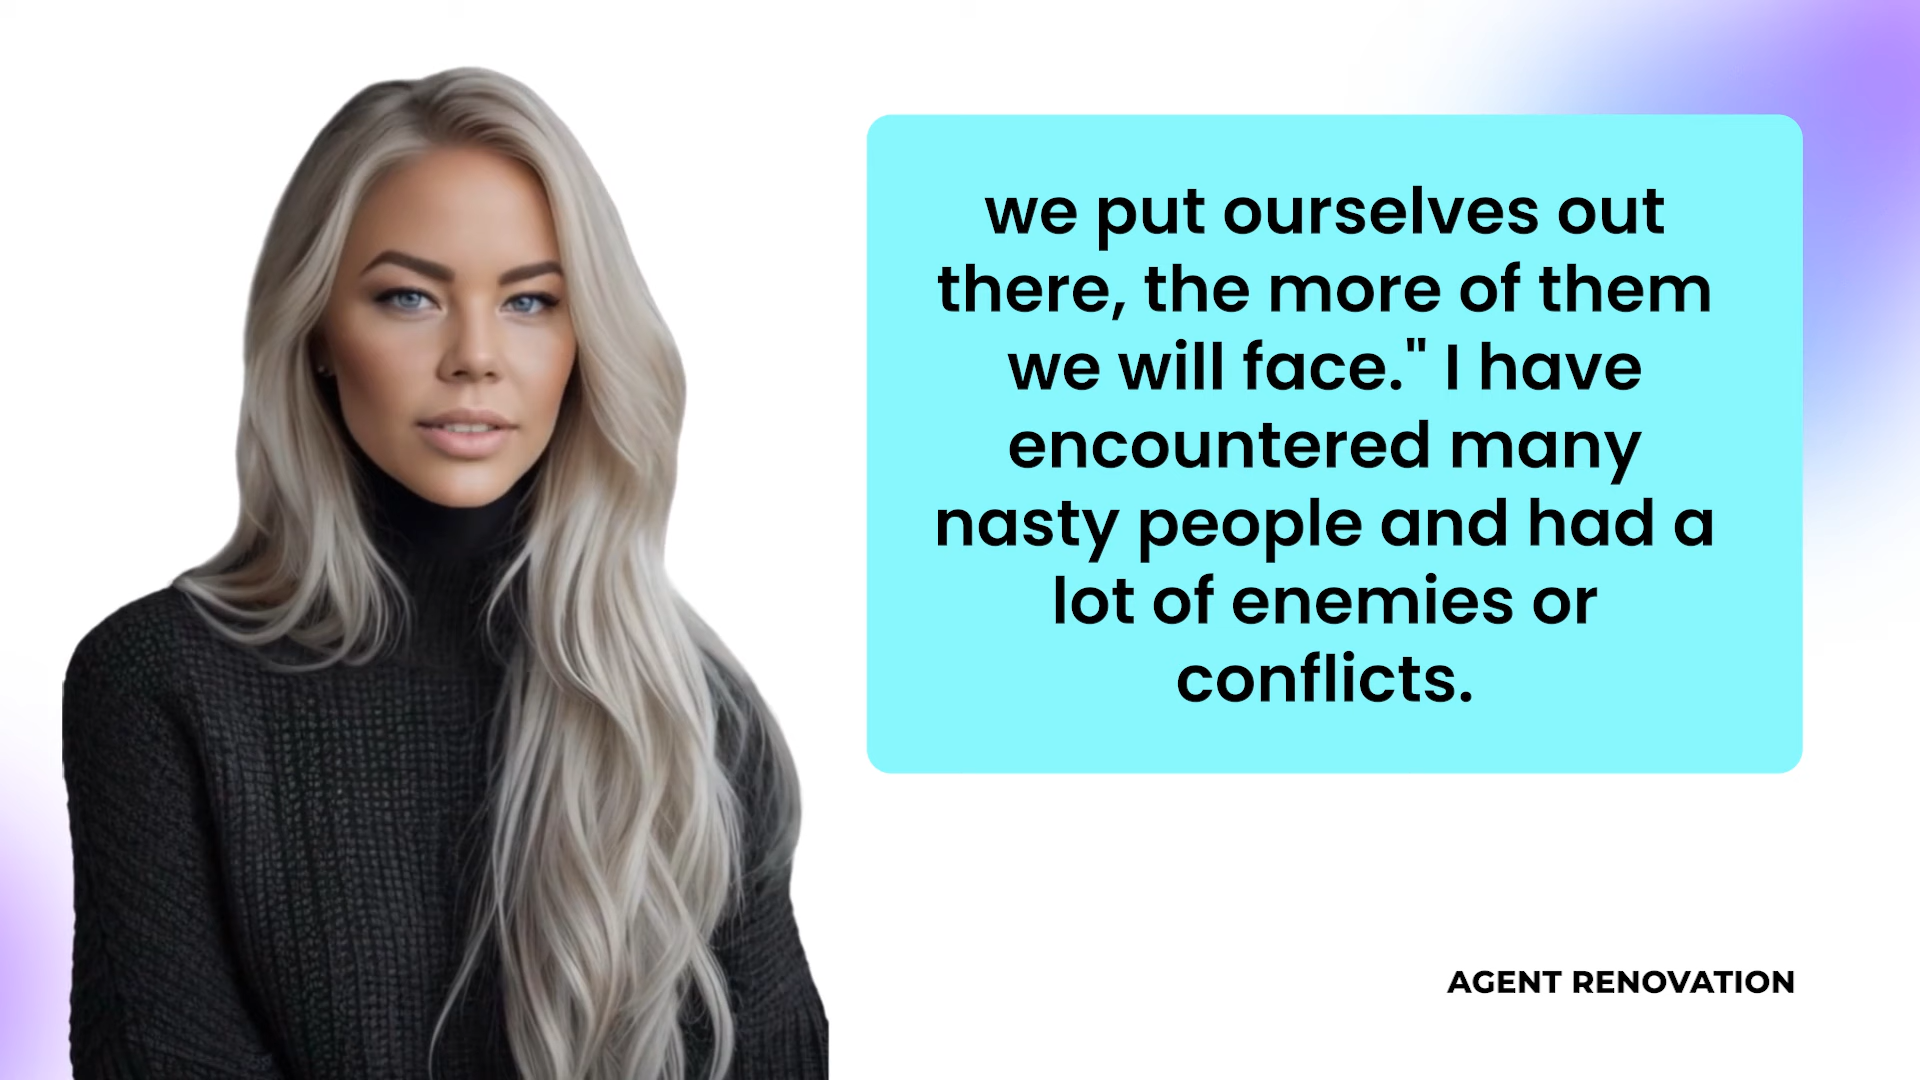 we put ourselves out
there, the more of them
we will face." I have
encountered many
nasty people and had a
lot of enemies or
conflicts.
AGENT RENOVATION